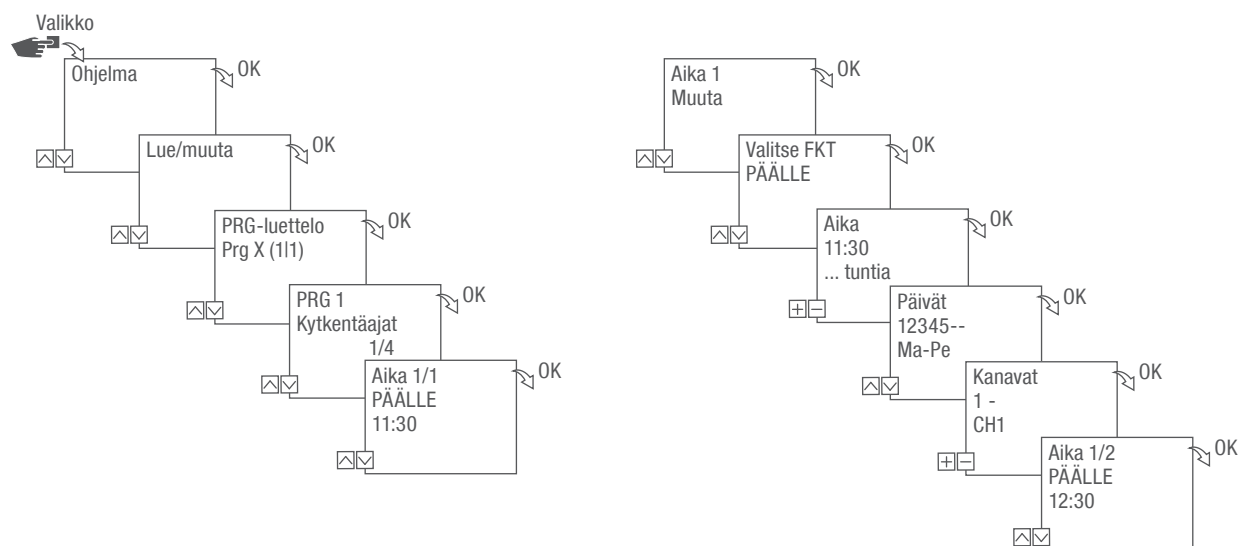 Valikko
Ohjelma
OK
Lue/muuta
OK
PRG-luettelo
Prg X (1|1)
OK
PRG 1
Kytkentäajat
1/4
OK
Aika 1/1
PÄÄLLE
11:30
OK
Aika 1
Muuta
OK
Valitse FKT
PÄÄLLE
OK
Aika
11:30
... tuntia
OK
Päivät
12345--
Ma-Pe
OK
Kanavat
1 -
CH1
OK
Aika 1/2
PÄÄLLE
12:30
OK